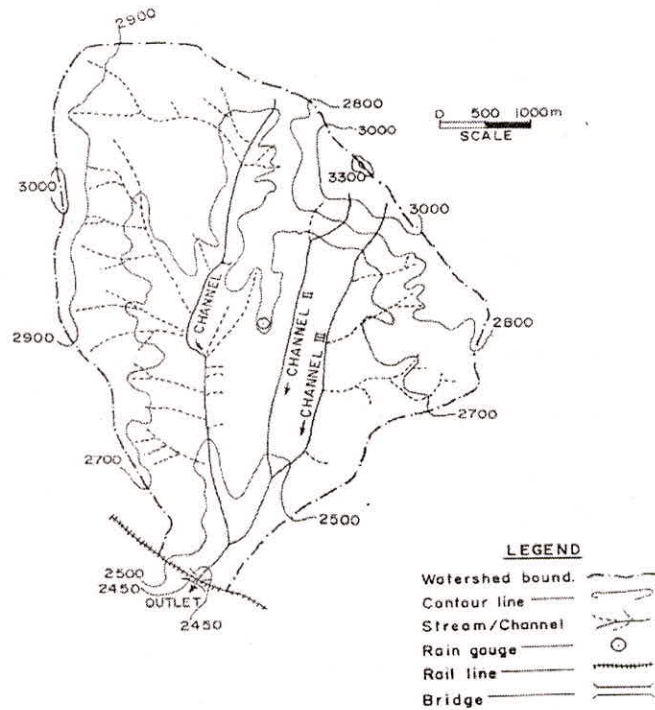 2900
2800
0 500 1000m
SCALE
3000
3300
3000
3000
CHANNEL
CHANNEL II
CHANNEL III
2900
2800
2700
2700
2500
2500
2450
OUTLET
2450
LEGEND
Watershed bound.
Contour line
Stream/Channel
Rain gauge
Rail line
Bridge